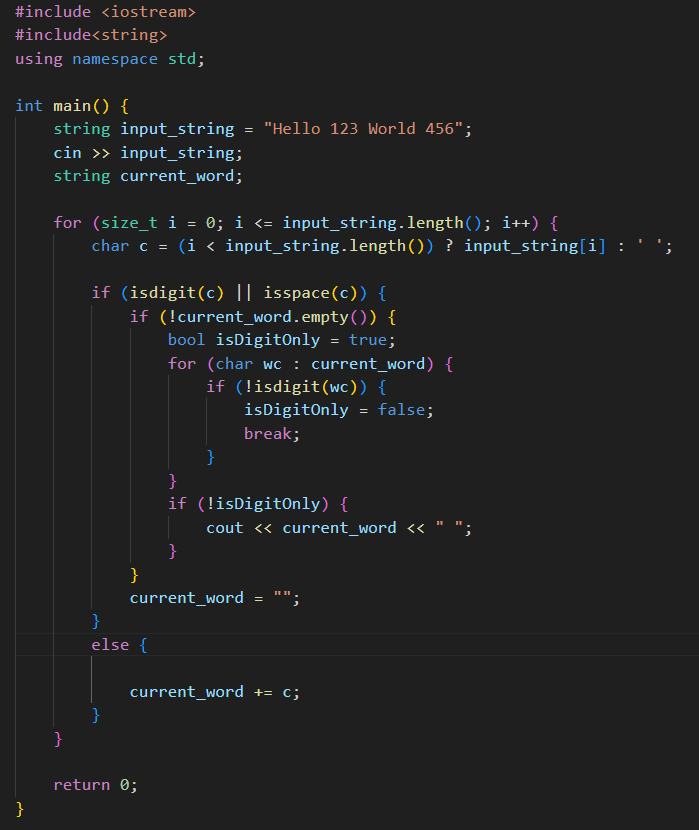 #include <iostream>
#include<string>
using namespace std;
int main() {
    string input_string = "Hello 123 World 456";
    cin >> input_string;
    string current_word;
    for (size_t i = 0; i <= input_string.length(); i++) {
        char c = (i < input_string.length()) ? input_string[i] : ' ';
        if (isdigit(c) || isspace(c)) {
            if (!current_word.empty()) {
                bool isDigitOnly = true;
                for (char wc : current_word) {
                    if (!isdigit(wc)) {
                        isDigitOnly = false;
                        break;
                    }
                }
                if (!isDigitOnly) {
                    cout << current_word << " ";
                }
            }
            current_word = "";
        }
        else {
            current_word += c;
        }
    }
    return 0;
}